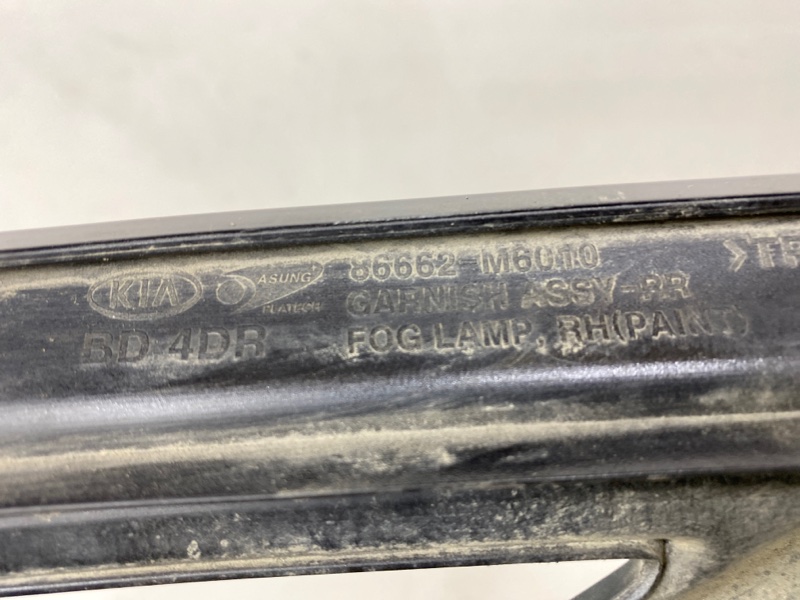 KIA ASUNG PLATECH 86662-M6010
BD 4DR GARNISH ASSY-RR
FOG LAMP, RH(PAINT)